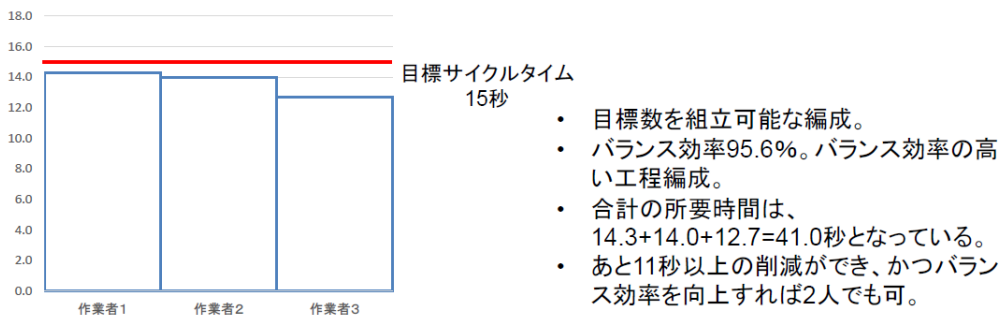 18.0
16.0
14.0
12.0
10.0
8.0
6.0
4.0
2.0
0.0
作業者1
作業者2
作業者3
目標サイクルタイム
15秒
• 目標数を組立可能な編成。
• バランス効率95.6%。バランス効率の高
い工程編成。
• 合計の所要時間は、
14.3+14.0+12.7=41.0秒となっている。
• あと11秒以上の削減ができ、かつバラン
ス効率を向上すれば2人でも可。